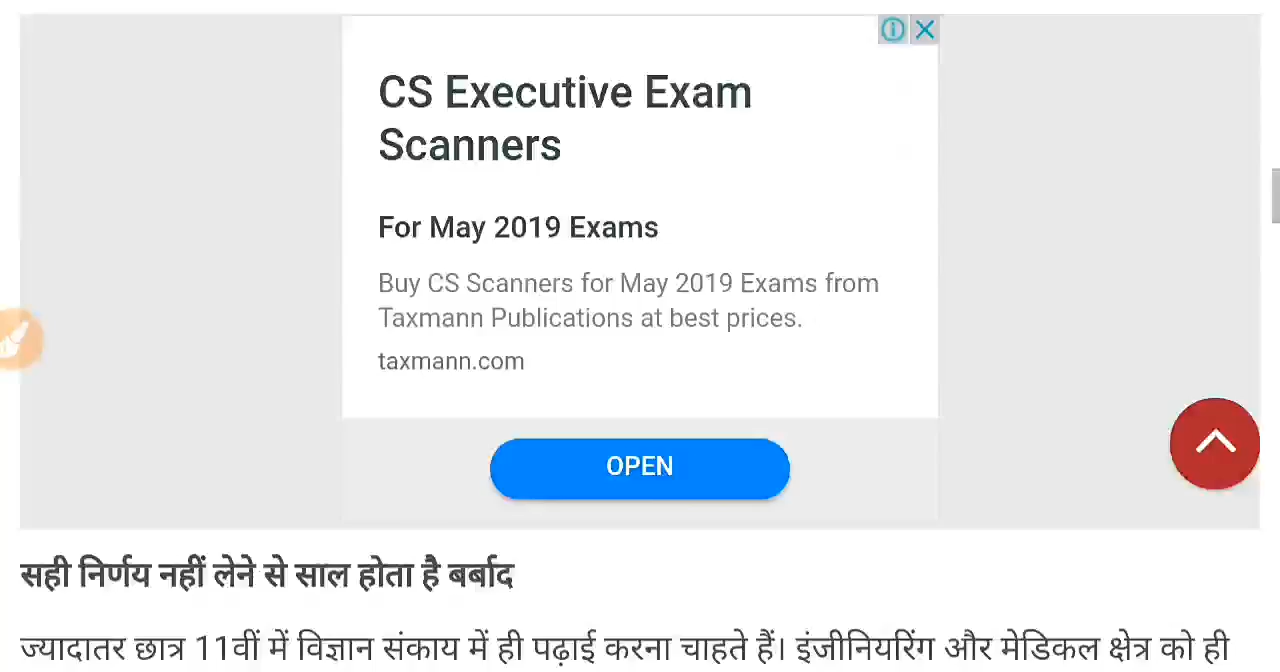 CS Executive Exam
Scanners
For May 2019 Exams
Buy CS Scanners for May 2019 Exams from
Taxmann Publications at best prices.
taxmann.com
OPEN
सही निर्णय नहीं लेने से साल होता है बर्बाद
ज्यादातर छात्र 11वीं में विज्ञान संकाय में ही पढ़ाई करना चाहते हैं। इंजीनियरिंग और मेडिकल क्षेत्र को ही